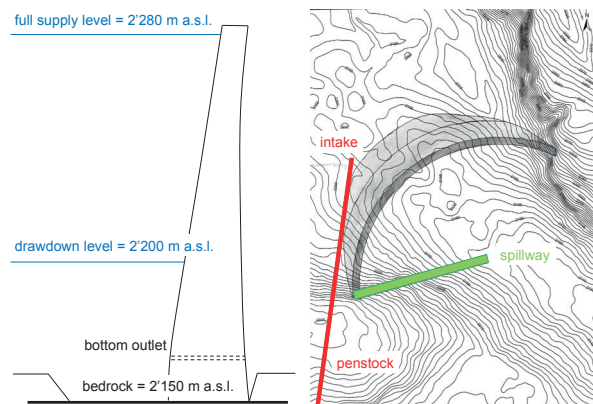 full supply level = 2'280 m a.s.l.
drawdown level = 2'200 m a.s.l.
bottom outlet
bedrock = 2'150 m a.s.l.
N
intake
spillway
penstock